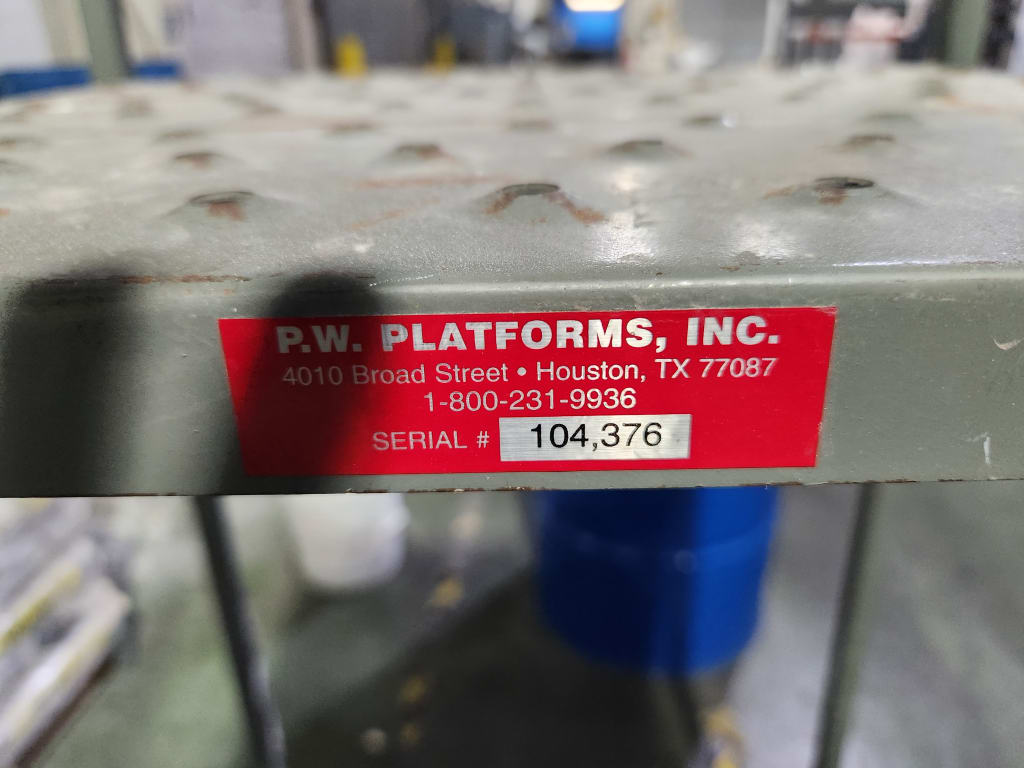 P.W. PLATFORMS, INC.
4010 Broad Street • Houston, TX 77087
1-800-231-9936
SERIAL # 104,376